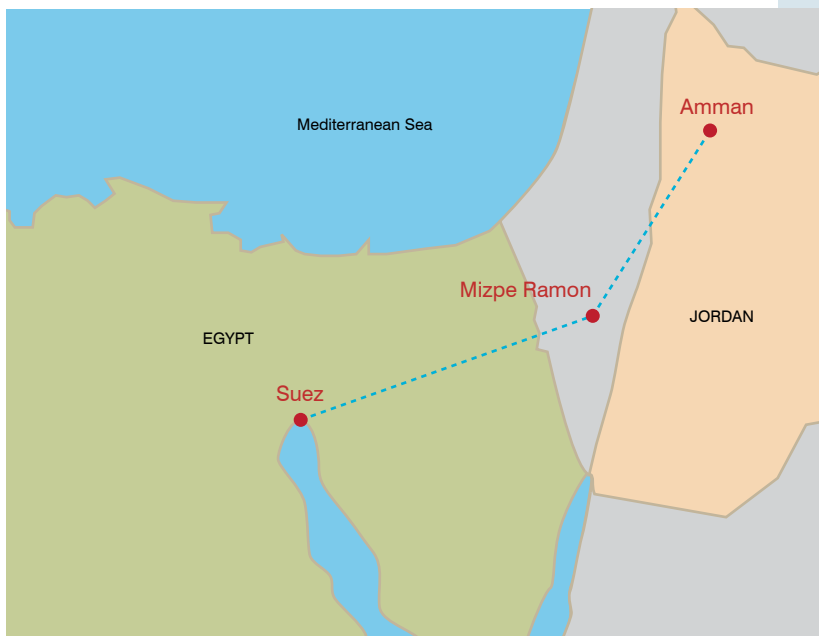 Amman
Mediterranean Sea
Mizpe Ramon
JORDAN
EGYPT
Suez